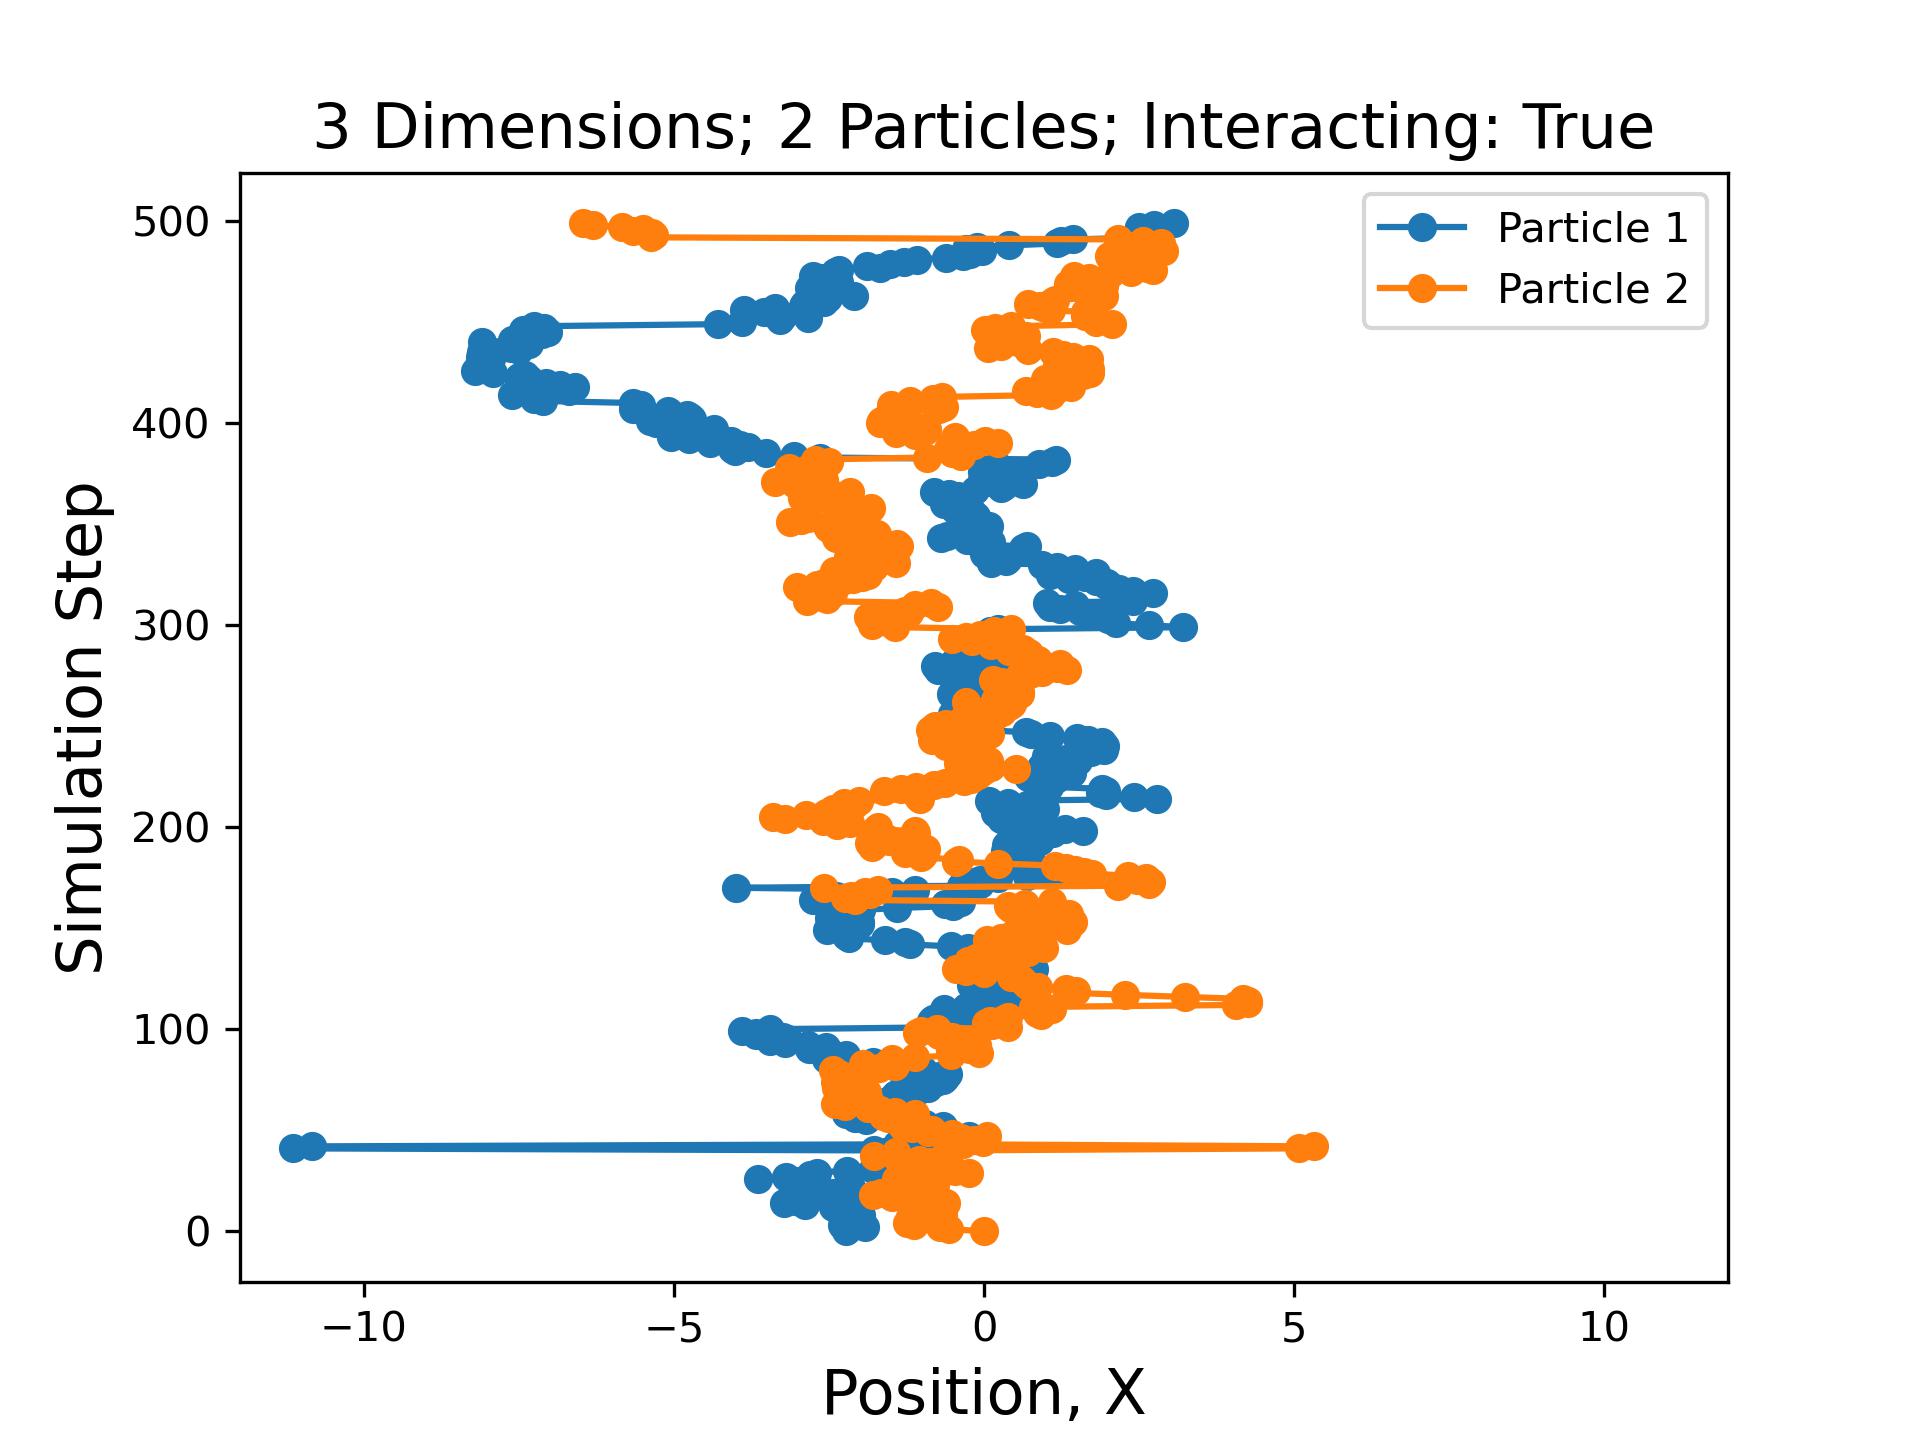 3 Dimensions; 2 Particles; Interacting: True
Particle 1
Particle 2
500
400
300
200
100
0
Simulation Step
−10
−5
0
5
10
Position, X